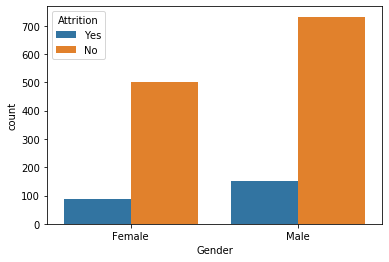 Attrition
Yes
No
700
600
500
400
300
200
100
0
count
Female
Male
Gender